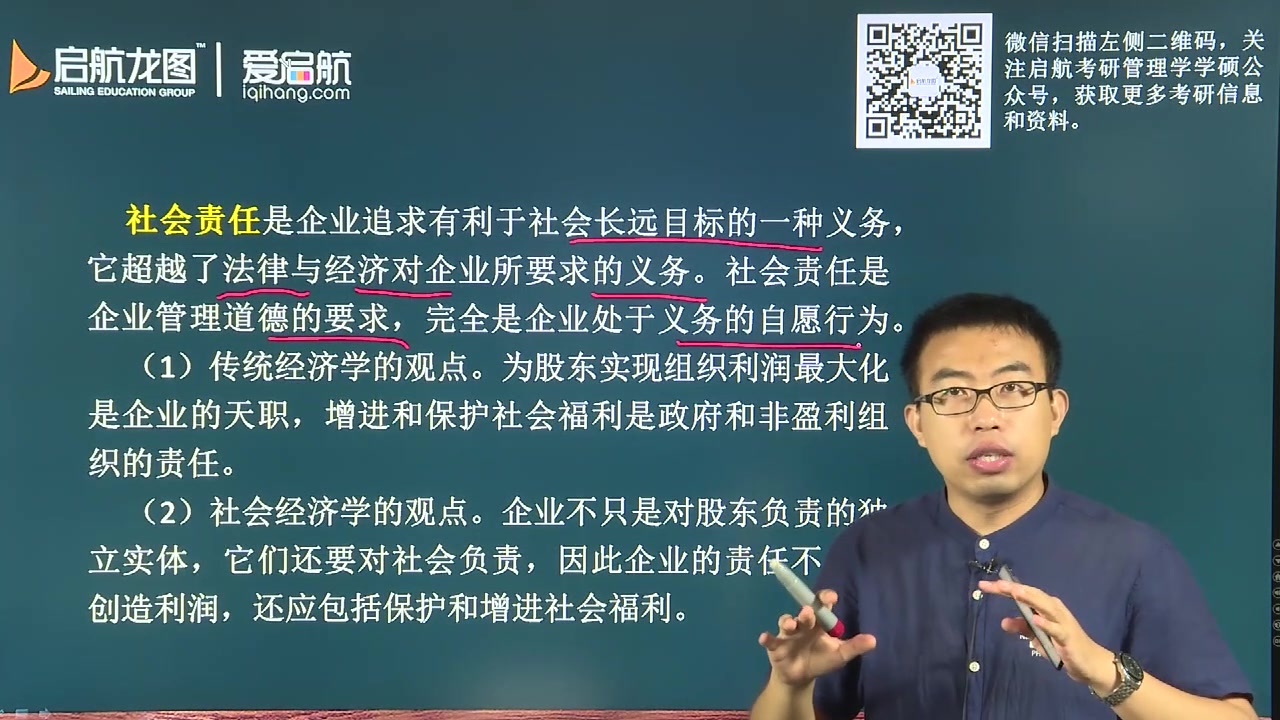 启航龙图™
SAILING EDUCATION GROUP
爱启航
iqihang.com
微信扫描左侧二维码，关
注启航考研管理学学硕公
众号，获取更多考研信息
和资料。
社会责任是企业追求有利于社会长远目标的一种义务，
它超越了法律与经济对企业所要求的义务。社会责任是
企业管理道德的要求，完全是企业处于义务的自愿行为。
（1）传统经济学的观点。为股东实现组织利润最大化
是企业的天职，增进和保护社会福利是政府和非盈利组
织的责任。
（2）社会经济学的观点。企业不只是对股东负责的独
立实体，它们还要对社会负责，因此企业的责任不
创造利润，还应包括保护和增进社会福利。